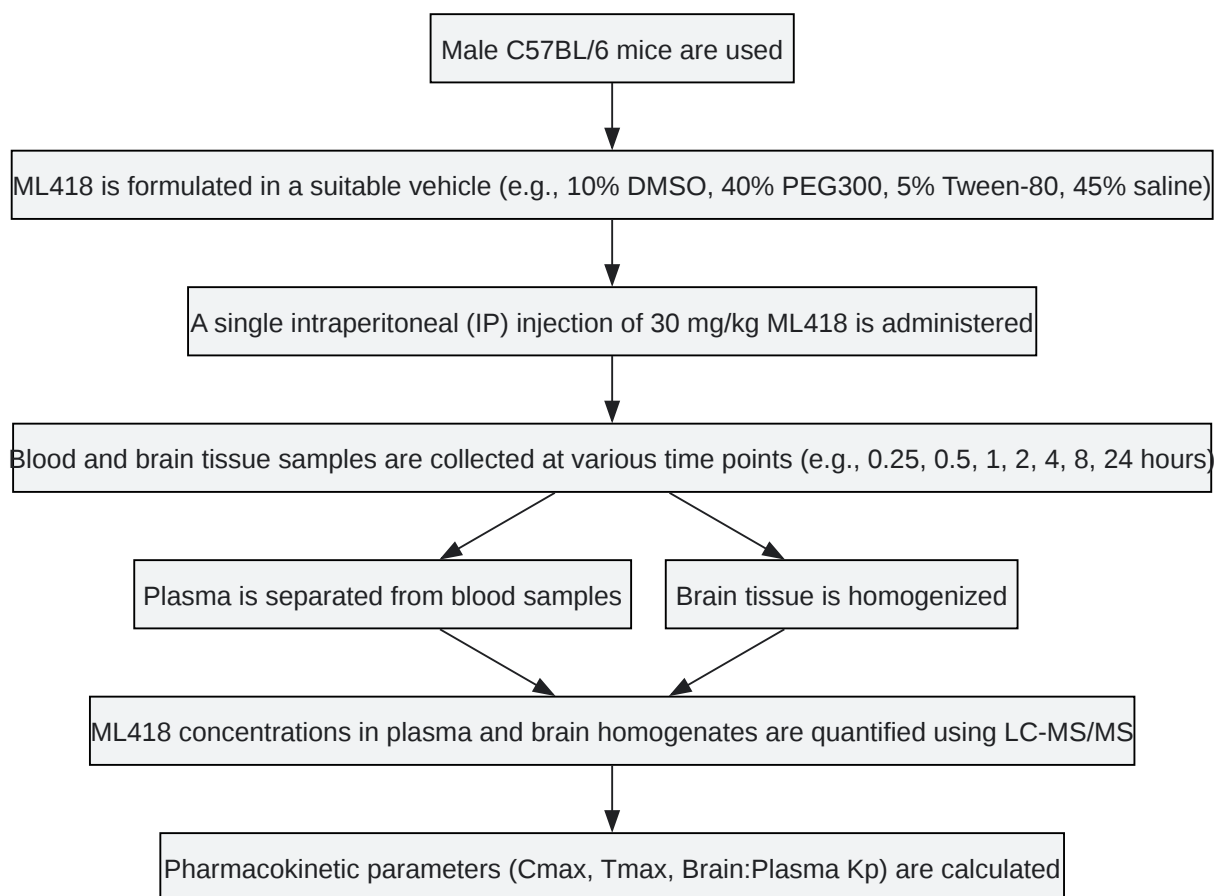 Male C57BL/6 mice are used
ML418 is formulated in a suitable vehicle (e.g., 10% DMSO, 40% PEG300, 5% Tween-80, 45% saline)
A single intraperitoneal (IP) injection of 30 mg/kg ML418 is administered
Blood and brain tissue samples are collected at various time points (e.g., 0.25, 0.5, 1, 2, 4, 8, 24 hours)
Plasma is separated from blood samples
Brain tissue is homogenized
ML418 concentrations in plasma and brain homogenates are quantified using LC-MS/MS
Pharmacokinetic parameters (Cmax, Tmax, Brain:Plasma Kp) are calculated